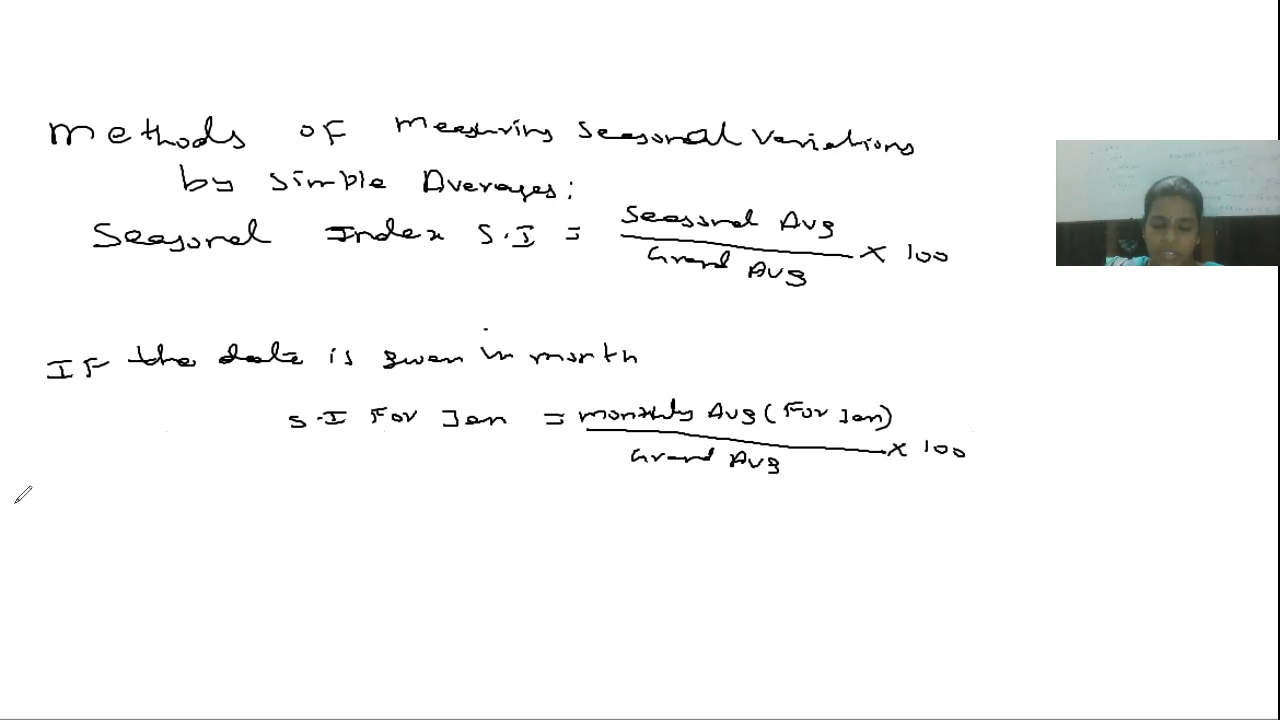 Methods of Measuring Seasonal Variations
by Simple Averages:
Seasonal Index S.I = Seasonal Avg / Grand Avg × 100
If the data is given in month
S.I For Jan = monthly Avg (For Jan) / Grand Avg × 100